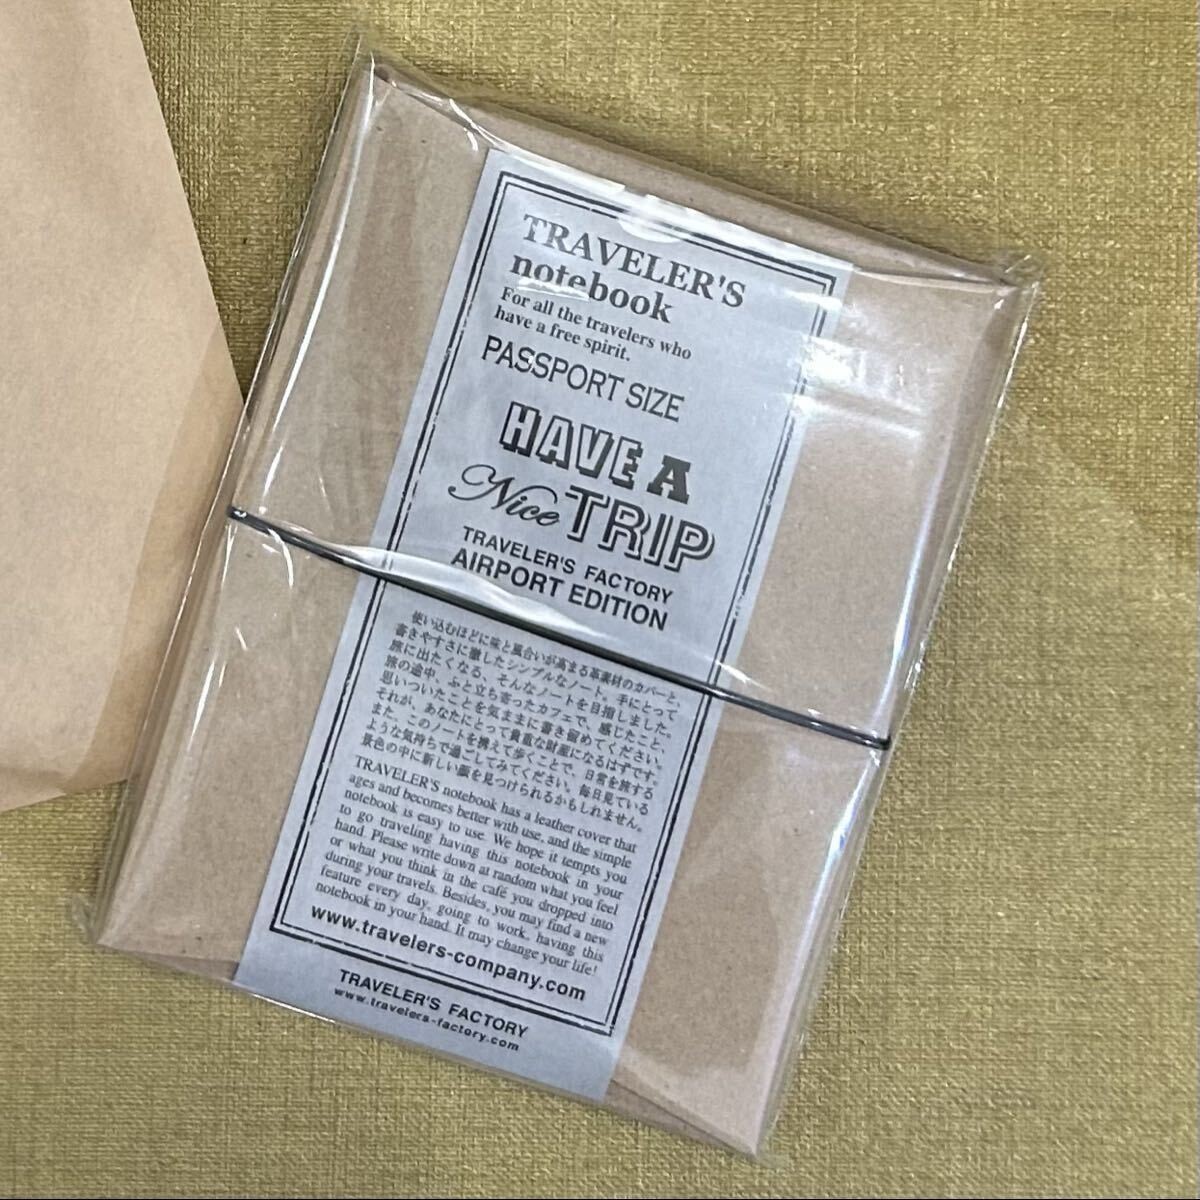 TRAVELER'S
notebook
For all the travelers who
have a free spirit.
PASSPORT SIZE
HAVE A
Nice TRIP
TRAVELER'S FACTORY
AIRPORT EDITION
使い込むほどに味と風合いが高まる革素材のカバーと、
書きやすさに徹したシンプルなノート。手にとって
旅に出たくなる、そんなノートを目指しました。
旅の途中、ふと立ち寄ったカフェで、感じたこと、
思いついたことを気ままに書き留めてください。
それが、あなたにとって貴重な財産になるはずです。
また、このノートを携えて歩くことで、日常を旅する
ような気持ちで過ごしてみてください。毎日見ている
景色の中に新しい顔を見つけられるかもしれません。
TRAVELER'S notebook has a leather cover that
ages and becomes better with use, and the simple
notebook is easy to use. We hope it tempts you
to go traveling having this notebook in your
hand. Please write down at random what you feel
or what you think in the café you dropped into
during your travels. Besides, you may find a new
feature every day, going to work, having this
notebook in your hand. It may change your life!
www.travelers-company.com
TRAVELER'S FACTORY
www.travelers-factory.com